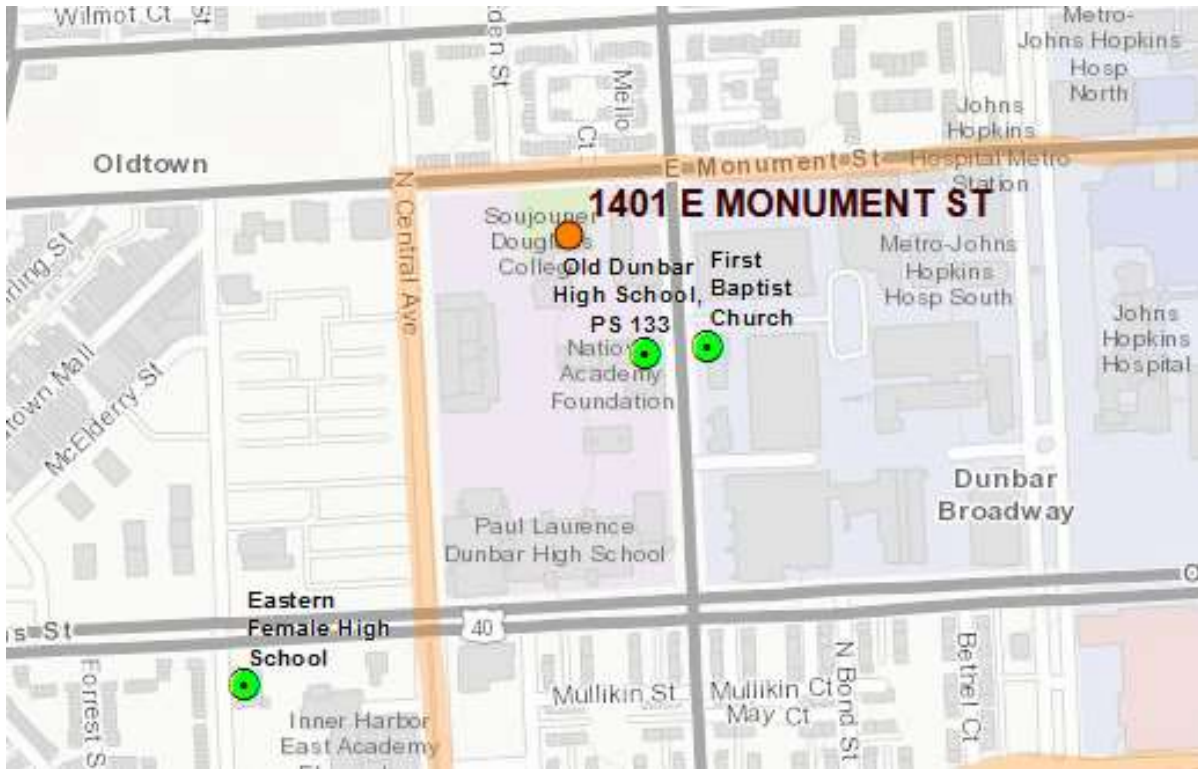 Wilmot Ct
St
den St
Mello
Ct
Metro-
Johns Hopkins
Hosp
North
Johns
Hopkins
Hospital Metro
Station
Oldtown
E Monument St
N Central Ave
1401 E MONUMENT ST
Soujouner
Douglass
College
Old Dunbar
High School,
PS 133
First
Baptist
Church
Metro-Johns
Hopkins
Hosp South
Johns
Hopkins
Hospital
Academy
Foundation
rling St
town Mall
McElderry St
Dunbar
Broadway
Paul Laurence
Dunbar High School
Eastern
Female High
School
s St
40
Forrest S
Mullikin St
Mullikin Ct
May Ct
N Bond St
Bethel Ct
Inner Harbor
East Academy